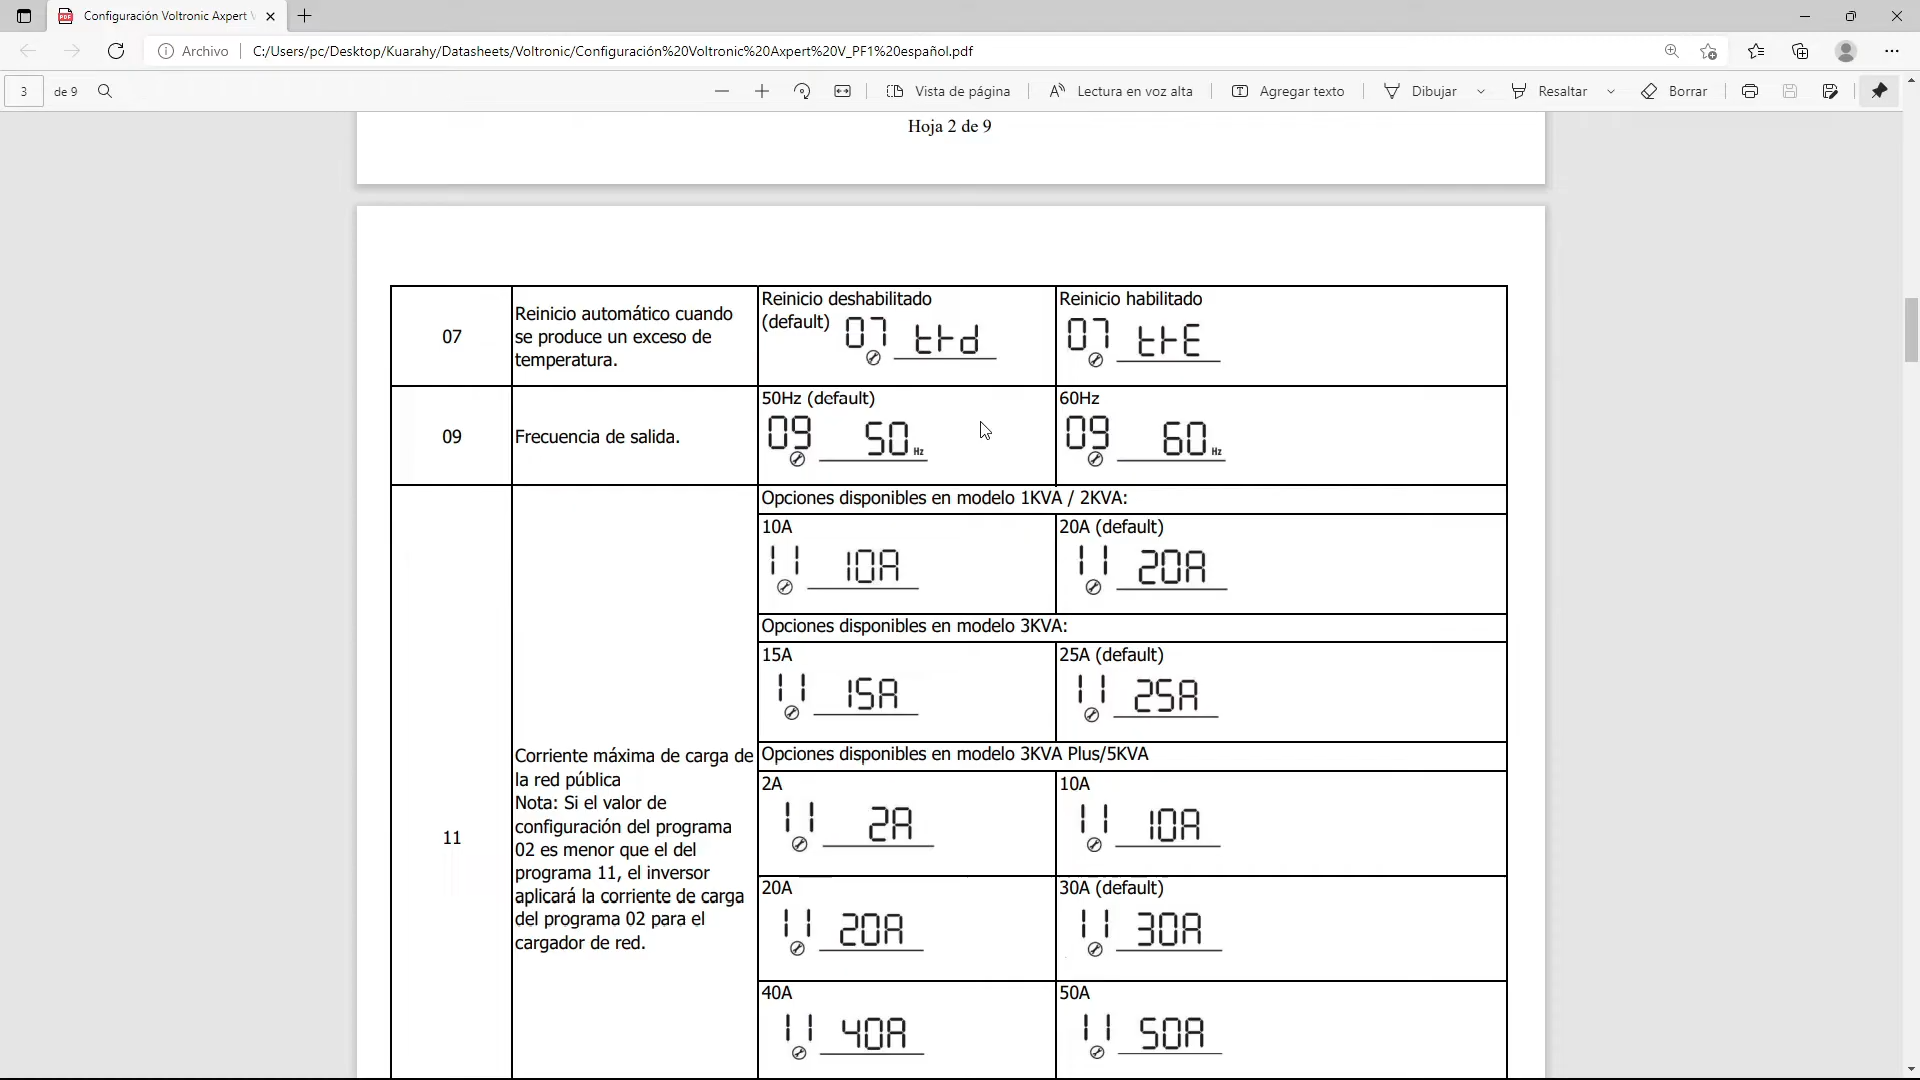 Configuración Voltronic Axpert V
Archivo
C:/Users/pc/Desktop/Kuarahy/Datasheets/Voltronic/Configuración%20Voltronic%20Axpert%20V_PF1%20español.pdf
3
de 9
Vista de página
Lectura en voz alta
Agregar texto
Dibujar
Resaltar
Borrar
Hoja 2 de 9
07
Reinicio automático cuando
se produce un exceso de
temperatura.
Reinicio deshabilitado
(default)
07 ttd
Reinicio habilitado
07 ttE
09
Frecuencia de salida.
50Hz (default)
09 50Hz
60Hz
09 60Hz
11
Corriente máxima de carga de
la red pública
Nota: Si el valor de
configuración del programa
02 es menor que el del
programa 11, el inversor
aplicará la corriente de carga
del programa 02 para el
cargador de red.
Opciones disponibles en modelo 1KVA / 2KVA:
10A
11 10A
20A (default)
11 20A
Opciones disponibles en modelo 3KVA:
15A
11 15A
25A (default)
11 25A
Opciones disponibles en modelo 3KVA Plus/5KVA
2A
11 2A
10A
11 10A
20A
11 20A
30A (default)
11 30A
40A
11 40A
50A
11 50A